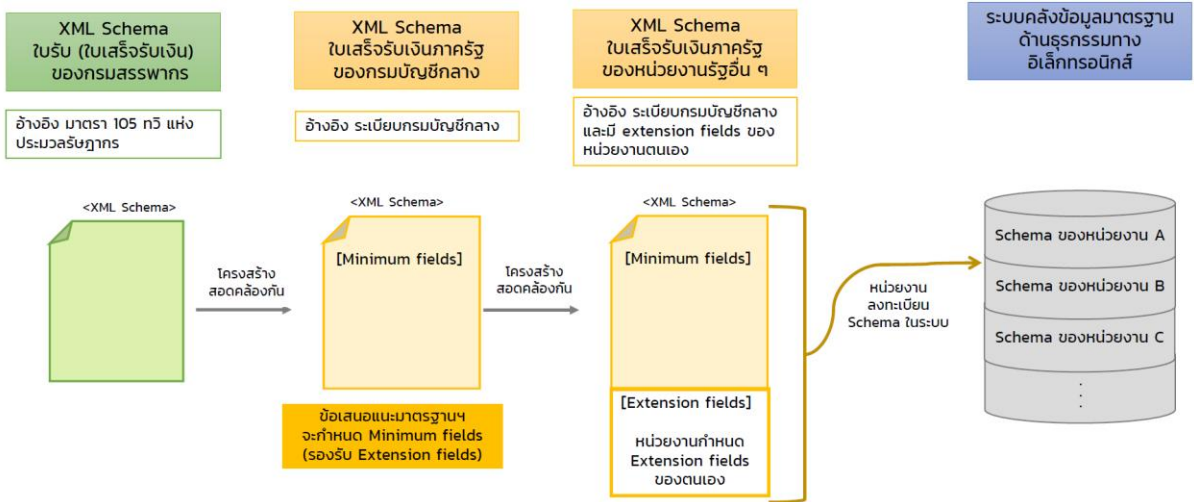 XML Schema
ใบรับ (ใบเสร็จรับเงิน)
ของกรมสรรพากร
XML Schema
ใบเสร็จรับเงินภาครัฐ
ของกรมบัญชีกลาง
XML Schema
ใบเสร็จรับเงินภาครัฐ
ของหน่วยงานรัฐอื่น ๆ
ระบบคลังข้อมูลมาตรฐาน
ด้านธุรกรรมทาง
อิเล็กทรอนิกส์
อ้างอิง มาตรา 105 ทวิ แห่ง
ประมวลรัษฎากร
อ้างอิง ระเบียบกรมบัญชีกลาง
อ้างอิง ระเบียบกรมบัญชีกลาง
และมี extension fields ของ
หน่วยงานตนเอง
<XML Schema>
<XML Schema>
<XML Schema>
โครงสร้าง
สอดคล้องกัน
[Minimum fields]
โครงสร้าง
สอดคล้องกัน
[Minimum fields]
หน่วยงาน
ลงทะเบียน
Schema ในระบบ
Schema ของหน่วยงาน A
Schema ของหน่วยงาน B
Schema ของหน่วยงาน C
.
.
.
ข้อเสนอแนะมาตรฐานฯ
จะกำหนด Minimum fields
(รองรับ Extension fields)
[Extension fields]
หน่วยงานกำหนด
Extension fields
ของตนเอง